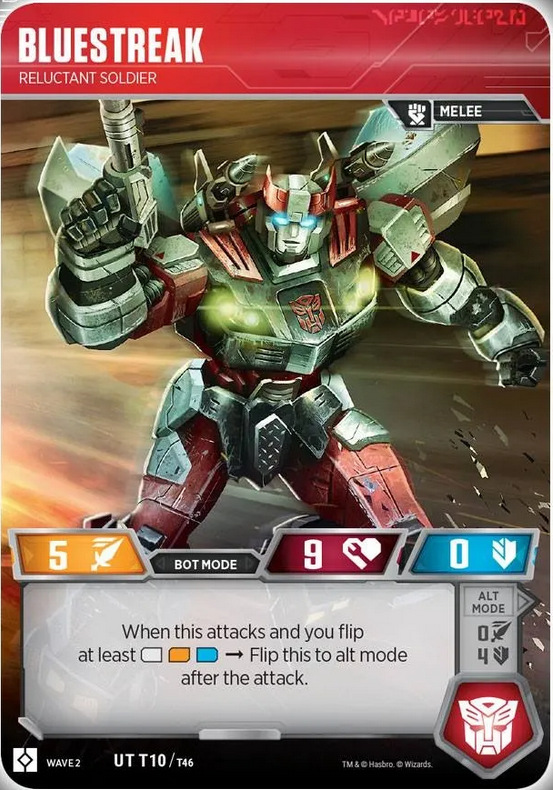 BLUESTREAK
RELUCTANT SOLDIER
MELEE
5
BOT MODE
9
0
When this attacks and you flip
at least → Flip this to alt mode
after the attack.
ALT
MODE
0
4
WAVE 2
UT T10/T46
TM & © Hasbro. © Wizards.